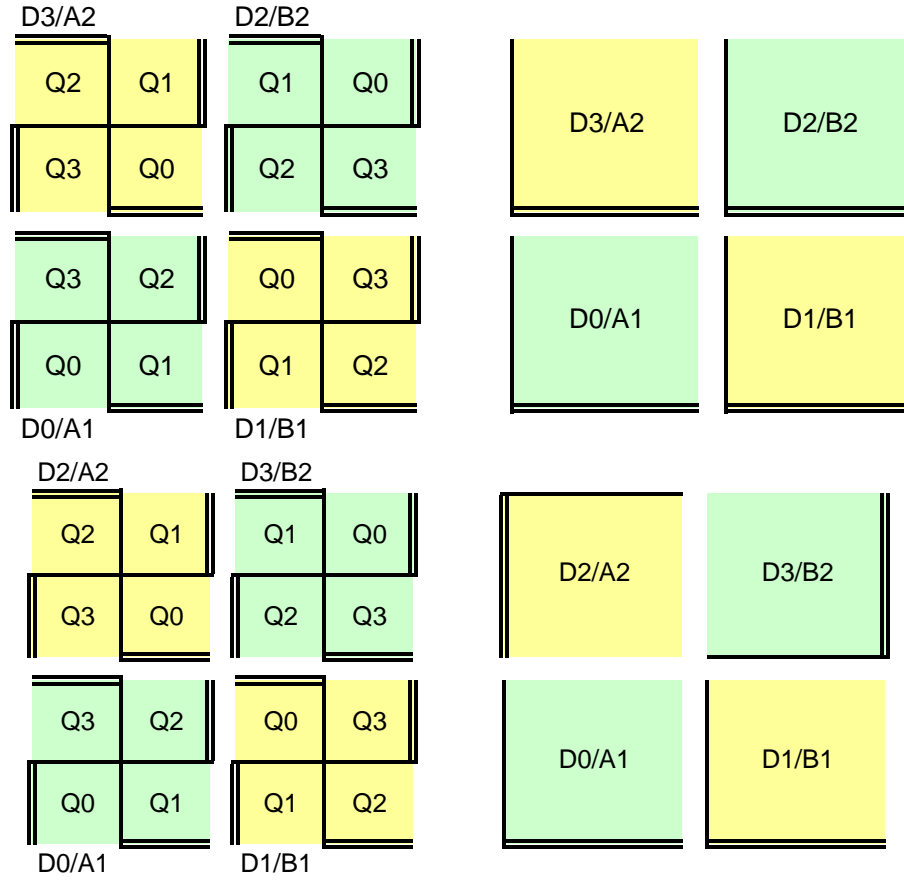 D3/A2 D2/B2
Q2 Q1 Q1 Q0
D3/A2 D2/B2
Q3 Q0 Q2 Q3
Q3 Q2 Q0 Q3
D0/A1 D1/B1
Q0 Q1 Q1 Q2
D0/A1 D1/B1
D2/A2 D3/B2
Q2 Q1 Q1 Q0
D2/A2 D3/B2
Q3 Q0 Q2 Q3
Q3 Q2 Q0 Q3
D0/A1 D1/B1
Q0 Q1 Q1 Q2
D0/A1 D1/B1